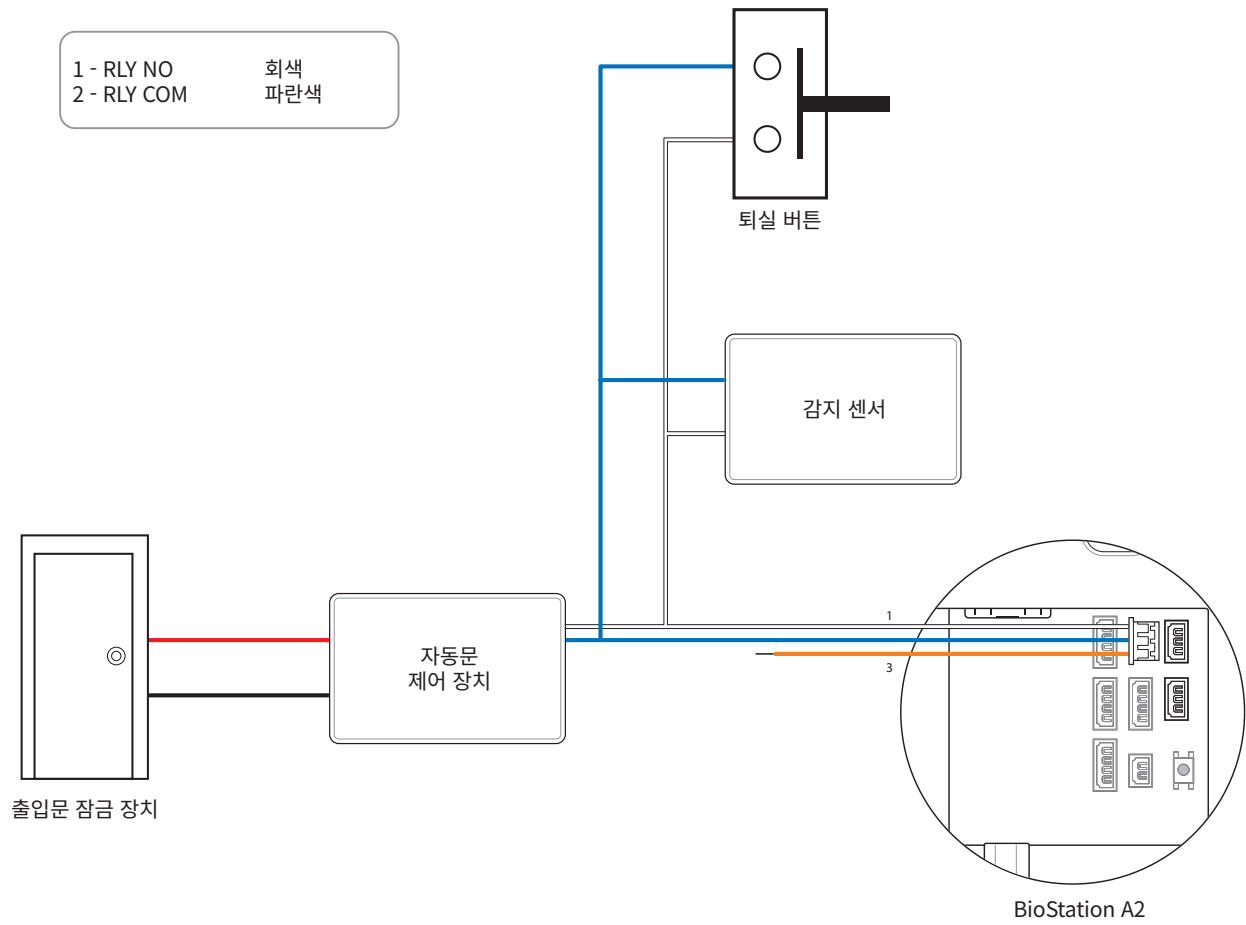 1 - RLY NO 회색
2 - RLY COM 파란색
퇴실 버튼
감지 센서
자동문
제어 장치
1
3
출입문 잠금 장치
BioStation A2